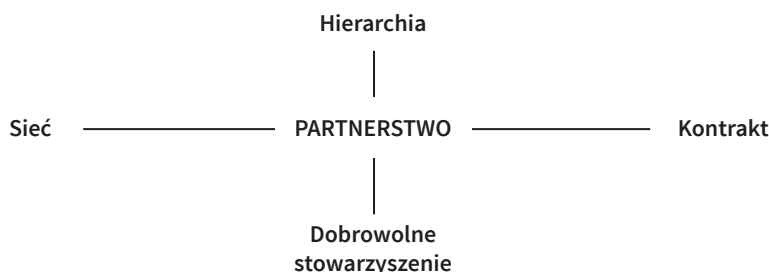 Hierarchia
Sieć PARTNERSTWO Kontrakt
Dobrowolne
stowarzyszenie